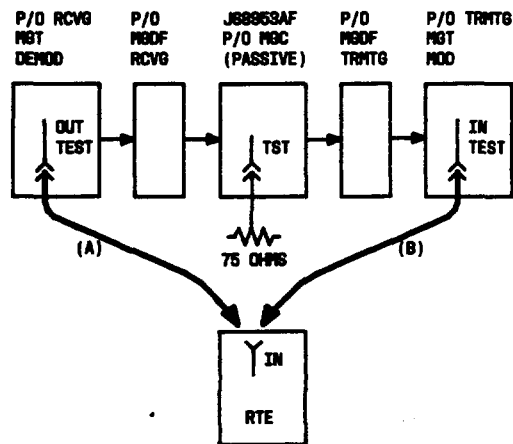 P/O RCVG
MGT
DEMOD
P/O
MGDF
RCVG
J68953AF
P/O MGC
(PASSIVE)
P/O
MGDF
TRMTG
P/O TRMTG
MGT
MOD
OUT
TEST
TST
IN
TEST
75 OHMS
(A)
(B)
IN
RTE